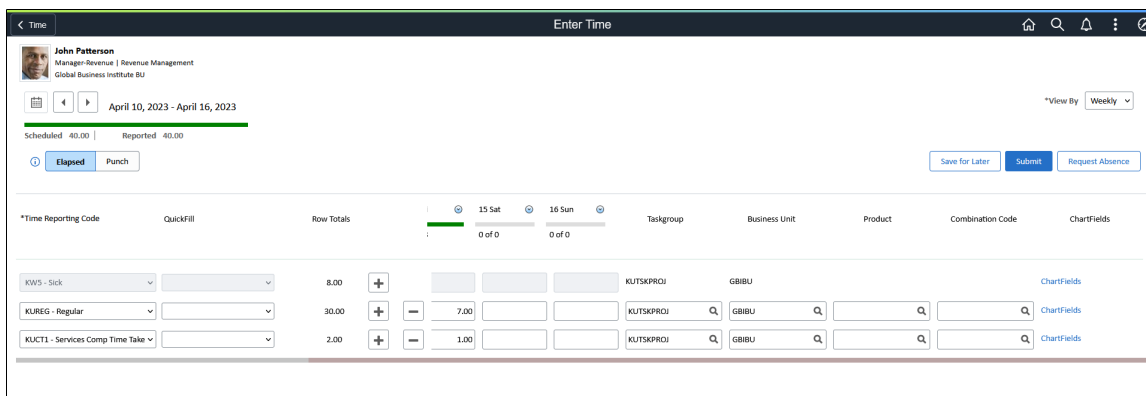 Time
Enter Time
John Patterson
Manager-Revenue | Revenue Management
Global Business Institute BU
April 10, 2023 - April 16, 2023
*View By Weekly
Scheduled 40.00 | Reported 40.00
Elapsed Punch
Save for Later Submit Request Absence
*Time Reporting Code QuickFill Row Totals 15 Sat 16 Sun Taskgroup Business Unit Product Combination Code ChartFields
0 of 0 0 of 0
KW5 - Sick 8.00 KUTSKPROJ GBIBU ChartFields
KUREG - Regular 30.00 7.00 KUTSKPROJ GBIBU ChartFields
KUCT1 - Services Comp Time Take 2.00 1.00 KUTSKPROJ GBIBU ChartFields